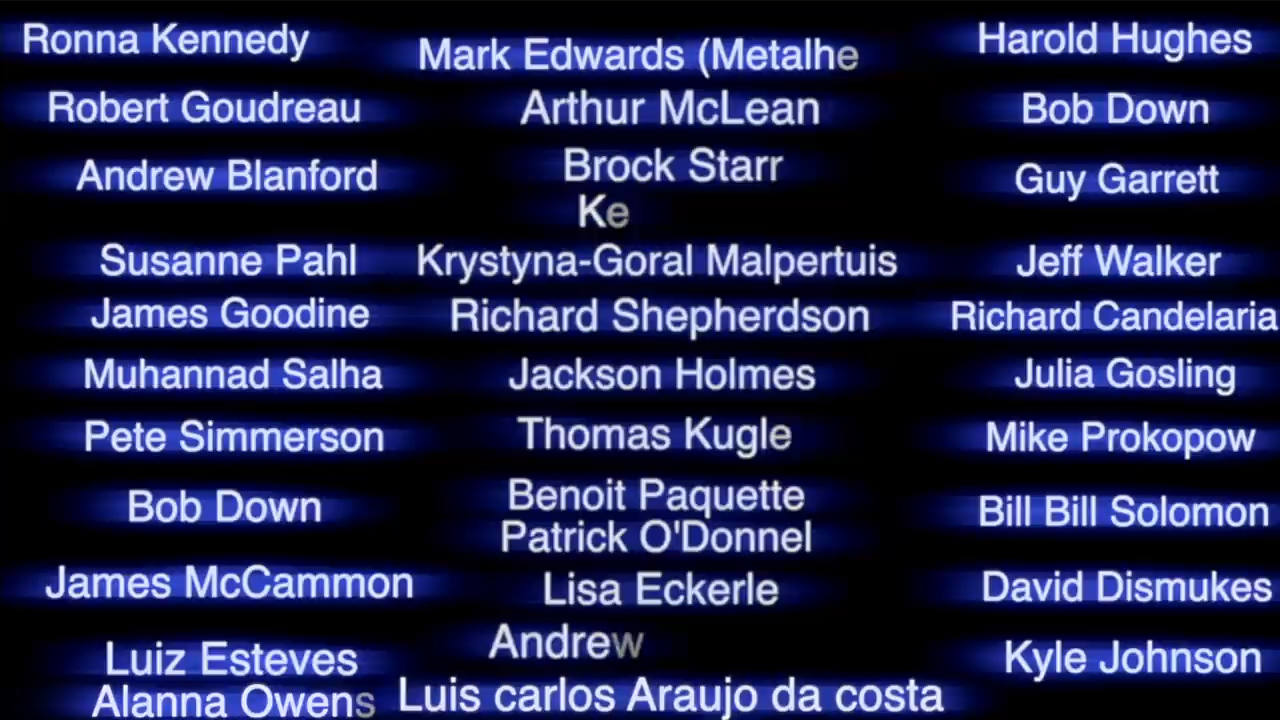 Ronna Kennedy
Robert Goudreau
Andrew Blanford
Susanne Pahl
James Goodine
Muhannad Salha
Pete Simmerson
Bob Down
James McCammon
Luiz Esteves
Alanna Owens
Mark Edwards (Metalhe
Arthur McLean
Brock Starr
Ke
Krystyna-Goral Malpertuis
Richard Shepherdson
Jackson Holmes
Thomas Kugle
Benoit Paquette
Patrick O'Donnel
Lisa Eckerle
Andrew
Luis carlos Araujo da costa
Harold Hughes
Bob Down
Guy Garrett
Jeff Walker
Richard Candelaria
Julia Gosling
Mike Prokopow
Bill Bill Solomon
David Dismukes
Kyle Johnson